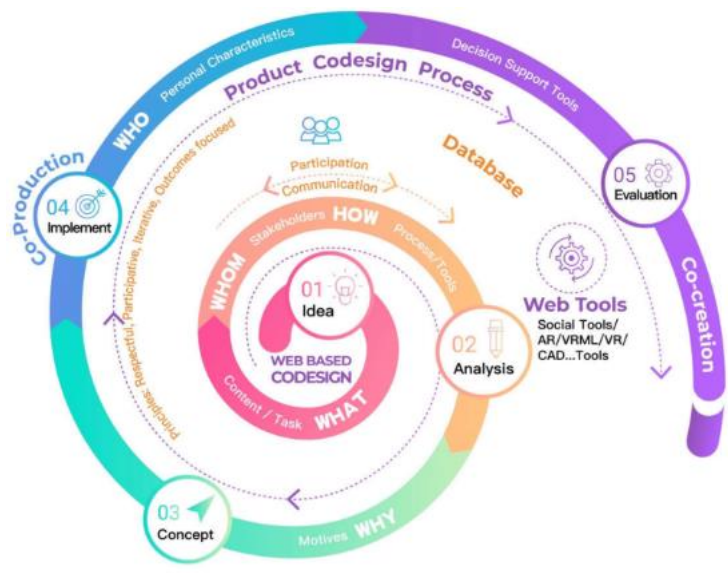 WHO Personal Characteristics
Decision Support Tools
Product Codesign Process
Co-Production
04
Implement
Principles: Respectful, Participative, Iterative, Outcomes focused
Participation
Communication
Database
05
Evaluation
Co-creation
WHOM Stakeholders HOW Process/Tools
01
Idea
WEB BASED
CODESIGN
Content / Task WHAT
02
Analysis
Web Tools
Social Tools/
AR/VRML/VR/
CAD...Tools
03
Concept
Motives WHY